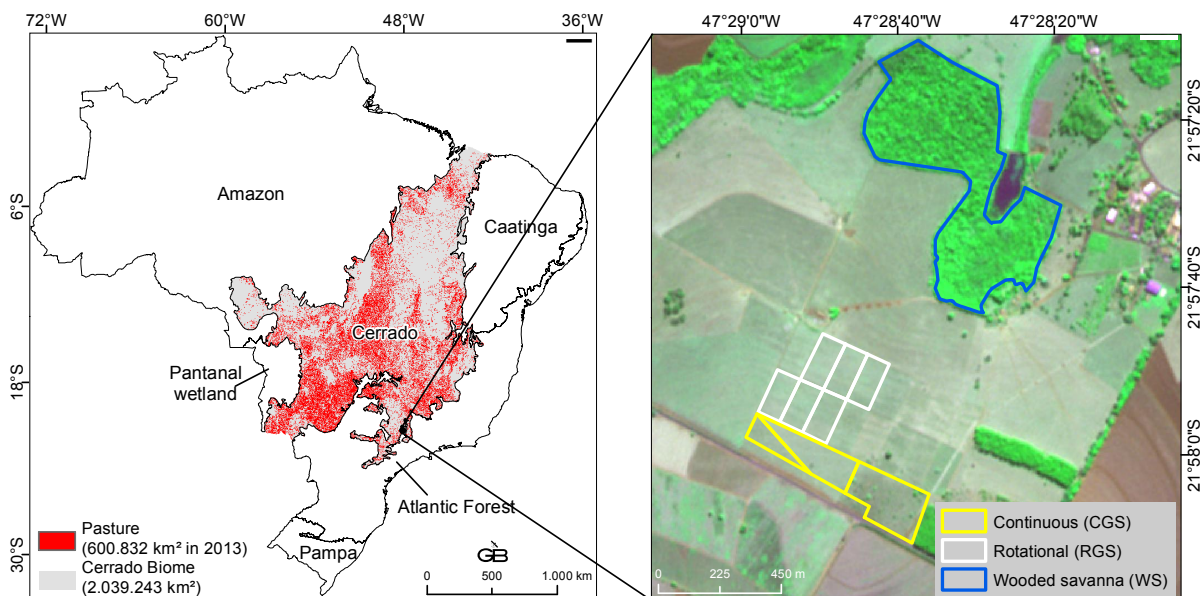 72°W
60°W
48°W
36°W
6°S
18°S
30°S
Amazon
Caatinga
Cerrado
Pantanal
wetland
Atlantic Forest
Pampa
Pasture
(600.832 km² in 2013)
Cerrado Biome
(2.039.243 km²)
GB
0 500 1.000 km
47°29'0"W
47°28'40"W
47°28'20"W
21°57'20"S
21°57'40"S
21°58'0"S
0 225 450 m
Continuous (CGS)
Rotational (RGS)
Wooded savanna (WS)